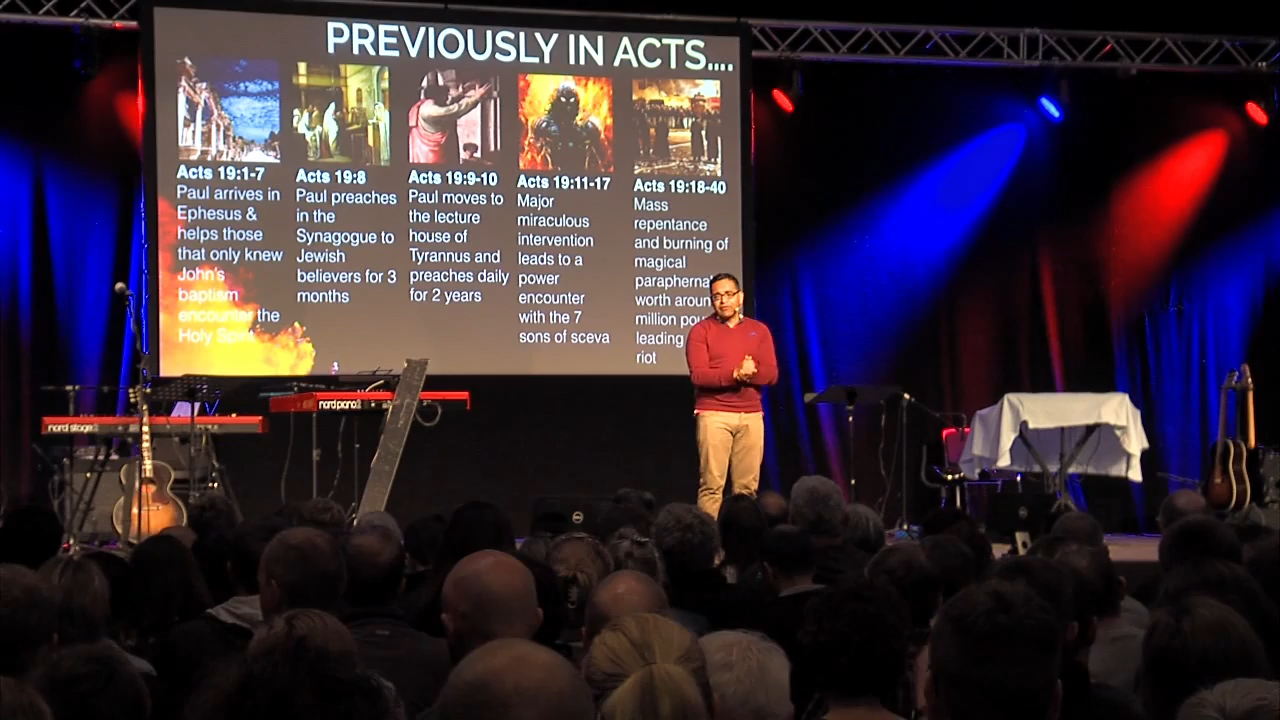 PREVIOUSLY IN ACTS....
Acts 19:1-7
Paul arrives in
Ephesus &
helps those
that only knew
John's
baptism
encounter the
Holy Spirit
Acts 19:8
Paul preaches
in the
Synagogue to
Jewish
believers for 3
months
Acts 19:9-10
Paul moves to
the lecture
house of
Tyrannus and
preaches daily
for 2 years
Acts 19:11-17
Major
miraculous
intervention
leads to a
power
encounter
with the 7
sons of sceva
Acts 19:18-40
Mass
repentance
and burning of
magical
worth
million
leading
riot
nord stage
nord piano